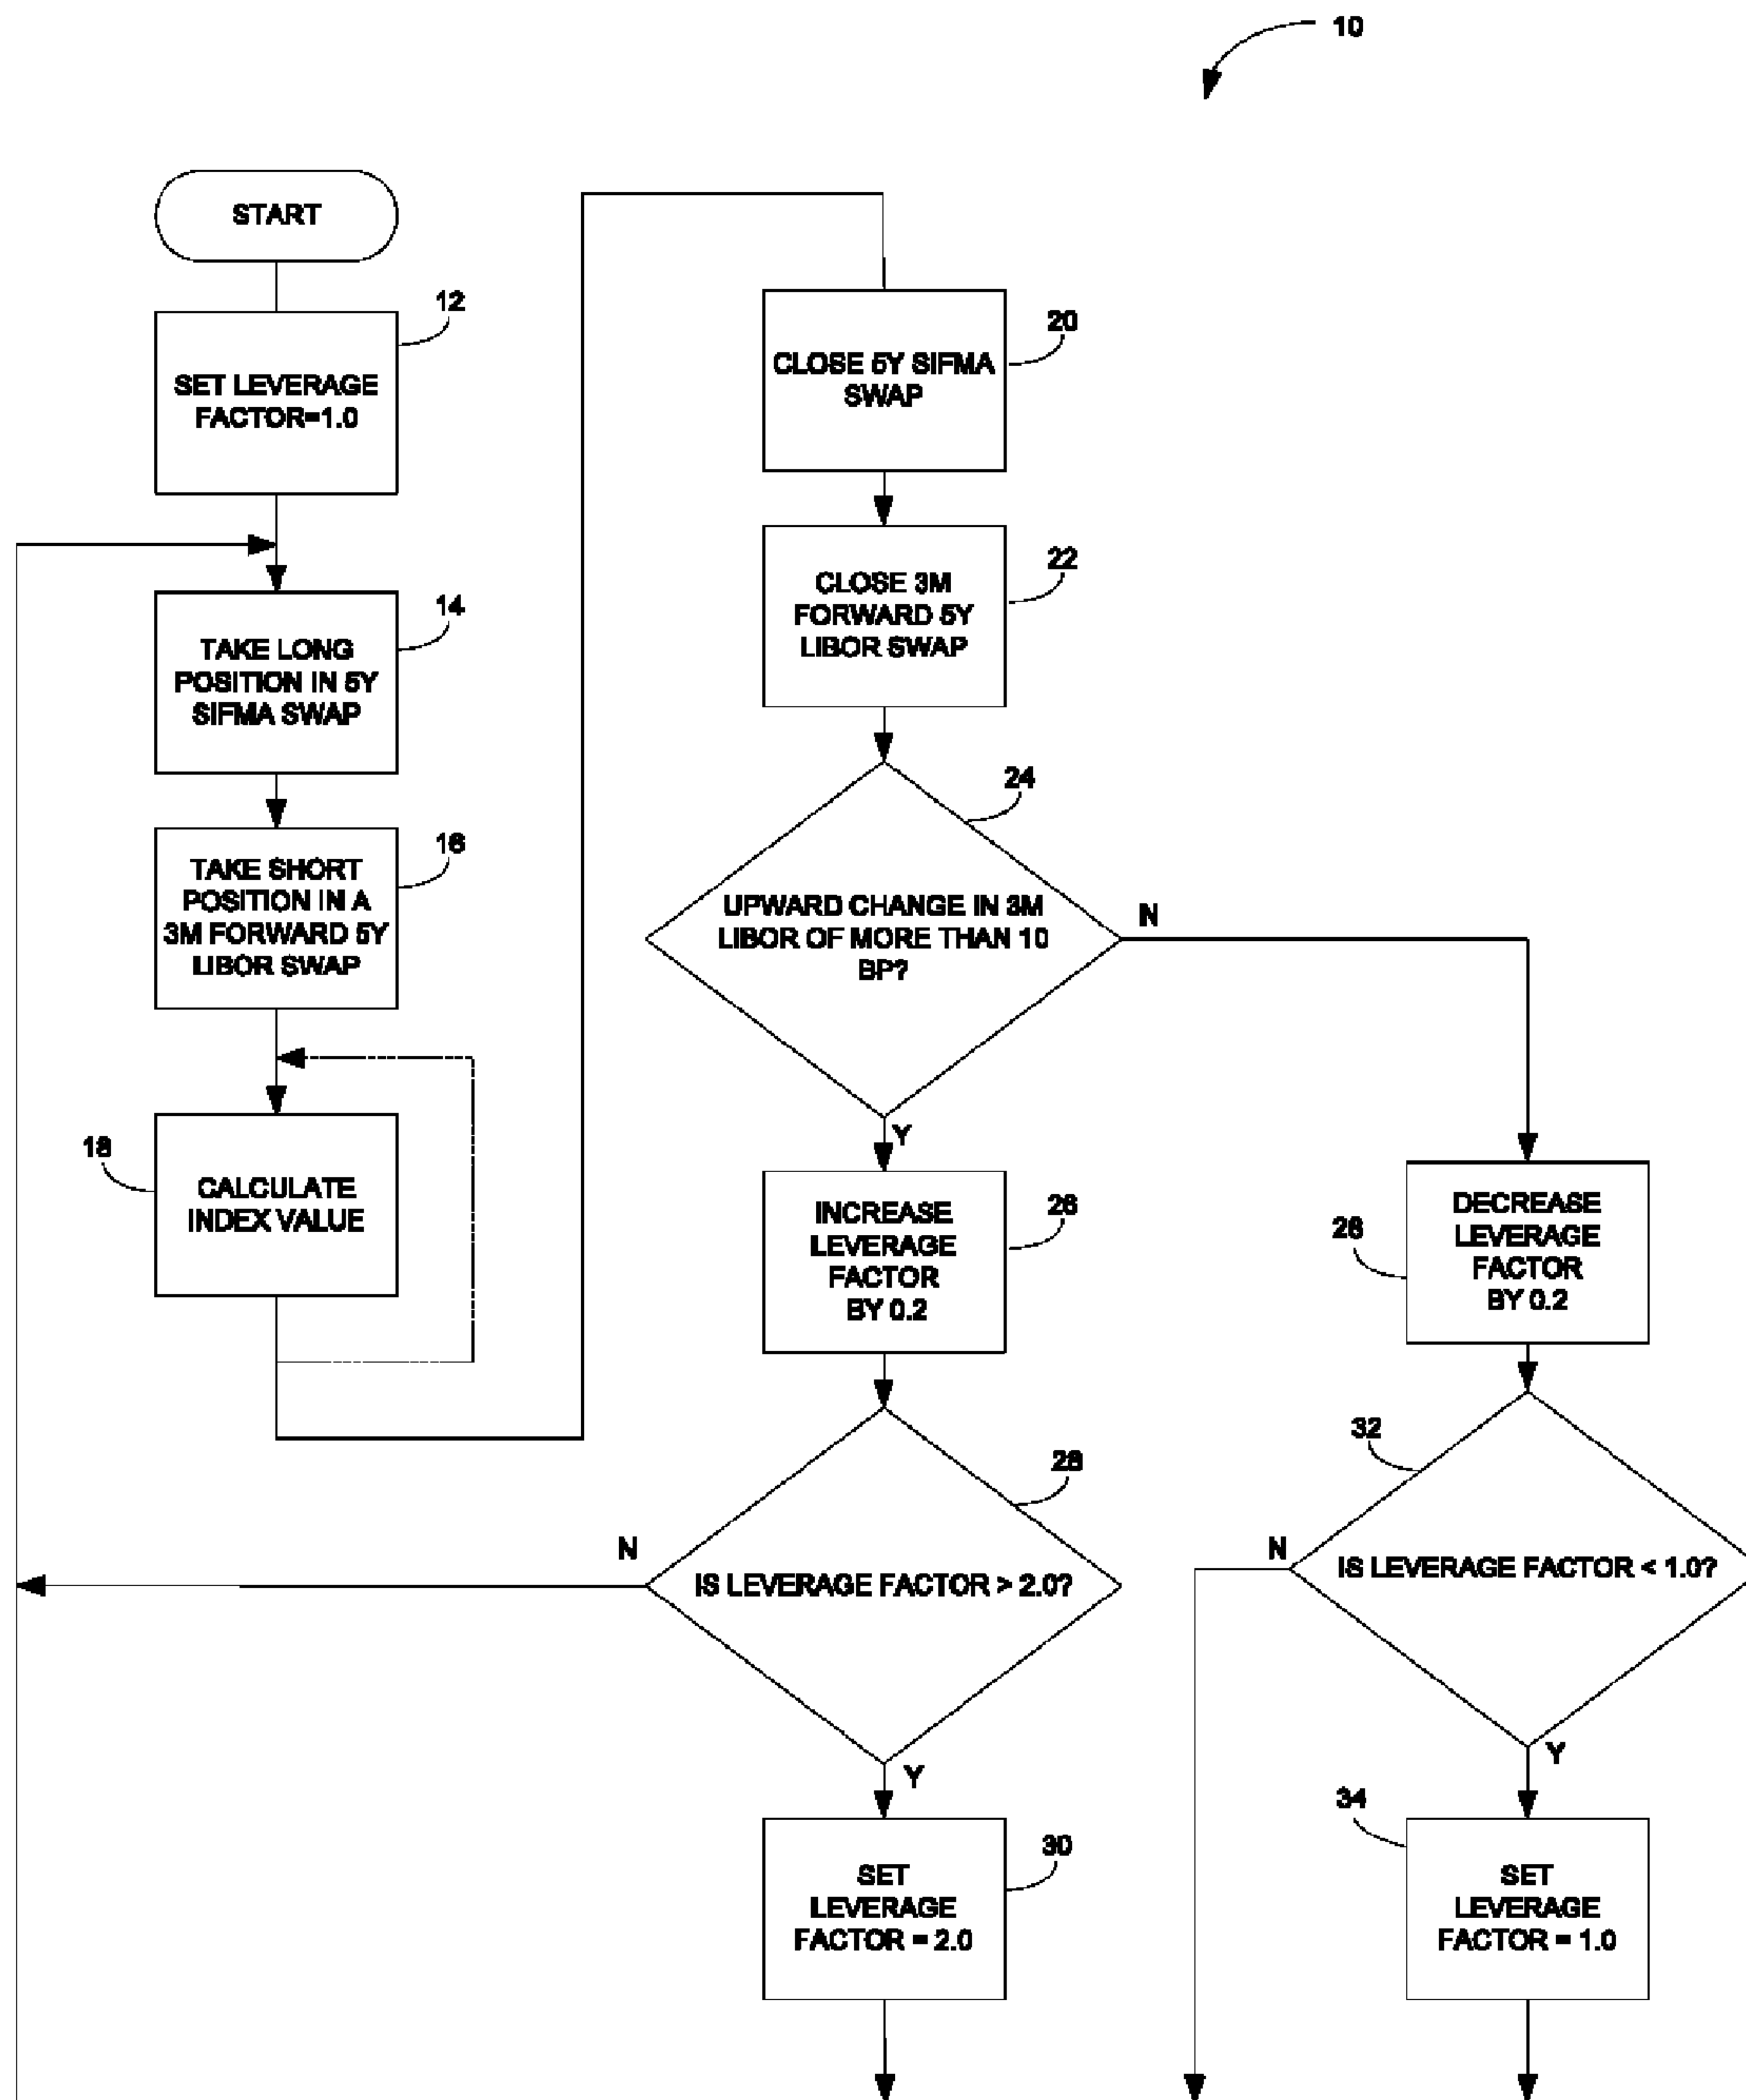 10
START
12
SET LEVERAGE
FACTOR=1.0
14
TAKE LONG
POSITION IN 5Y
SIFMA SWAP
16
TAKE SHORT
POSITION IN A
3M FORWARD 5Y
LIBOR SWAP
18
CALCULATE
INDEX VALUE
20
CLOSE 5Y SIFMA
SWAP
22
CLOSE 3M
FORWARD 5Y
LIBOR SWAP
24
UPWARD CHANGE IN 3M
LIBOR OF MORE THAN 10
BP?
N
Y
26
INCREASE
LEVERAGE
FACTOR
BY 0.2
28
IS LEVERAGE FACTOR > 2.0?
N
Y
30
SET
LEVERAGE
FACTOR = 2.0
26
DECREASE
LEVERAGE
FACTOR
BY 0.2
32
IS LEVERAGE FACTOR < 1.0?
N
Y
34
SET
LEVERAGE
FACTOR = 1.0